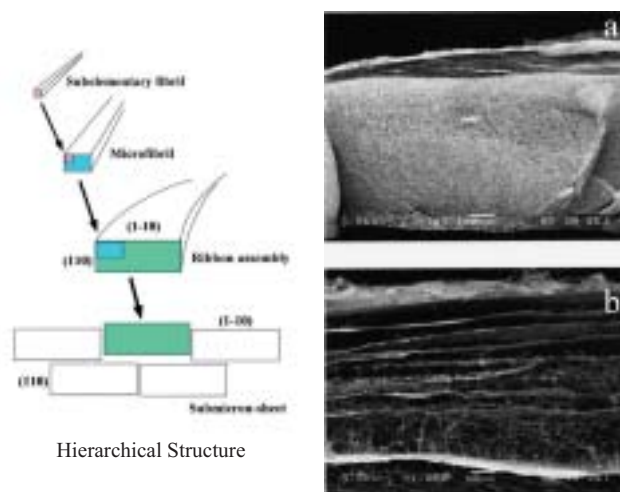 Subelementary fibril
Microfibril
(1-10)
(110)
Ribbon assembly
(1-10)
(110)
Submicron sheet
Hierarchical Structure
a
b